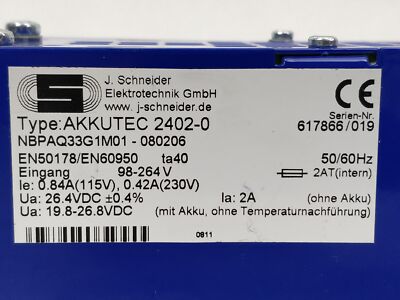 J. Schneider
Elektrotechnik GmbH
www. j-schneider.de
CE
Serien-Nr.
Type: AKKUTEC 2402-0
617866/019
NBPAQ33G1M01 - 080206
EN50178/EN60950 ta40 50/60Hz
Eingang 98-264V 2AT(intern)
Ie: 0.84A(115V), 0.42A(230V)
Ua: 26.4VDC ±0.4% Ia: 2A (ohne Akku)
Ua: 19.8-26.8VDC (mit Akku, ohne Temperaturnachführung)
0811